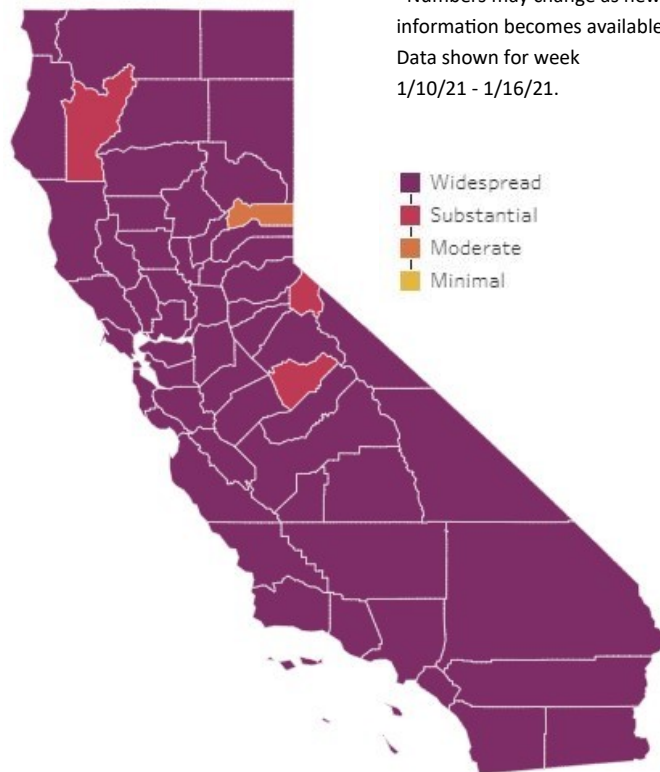 *Numbers may change as new
information becomes available
Data shown for week
1/10/21 - 1/16/21.
Widespread
Substantial
Moderate
Minimal